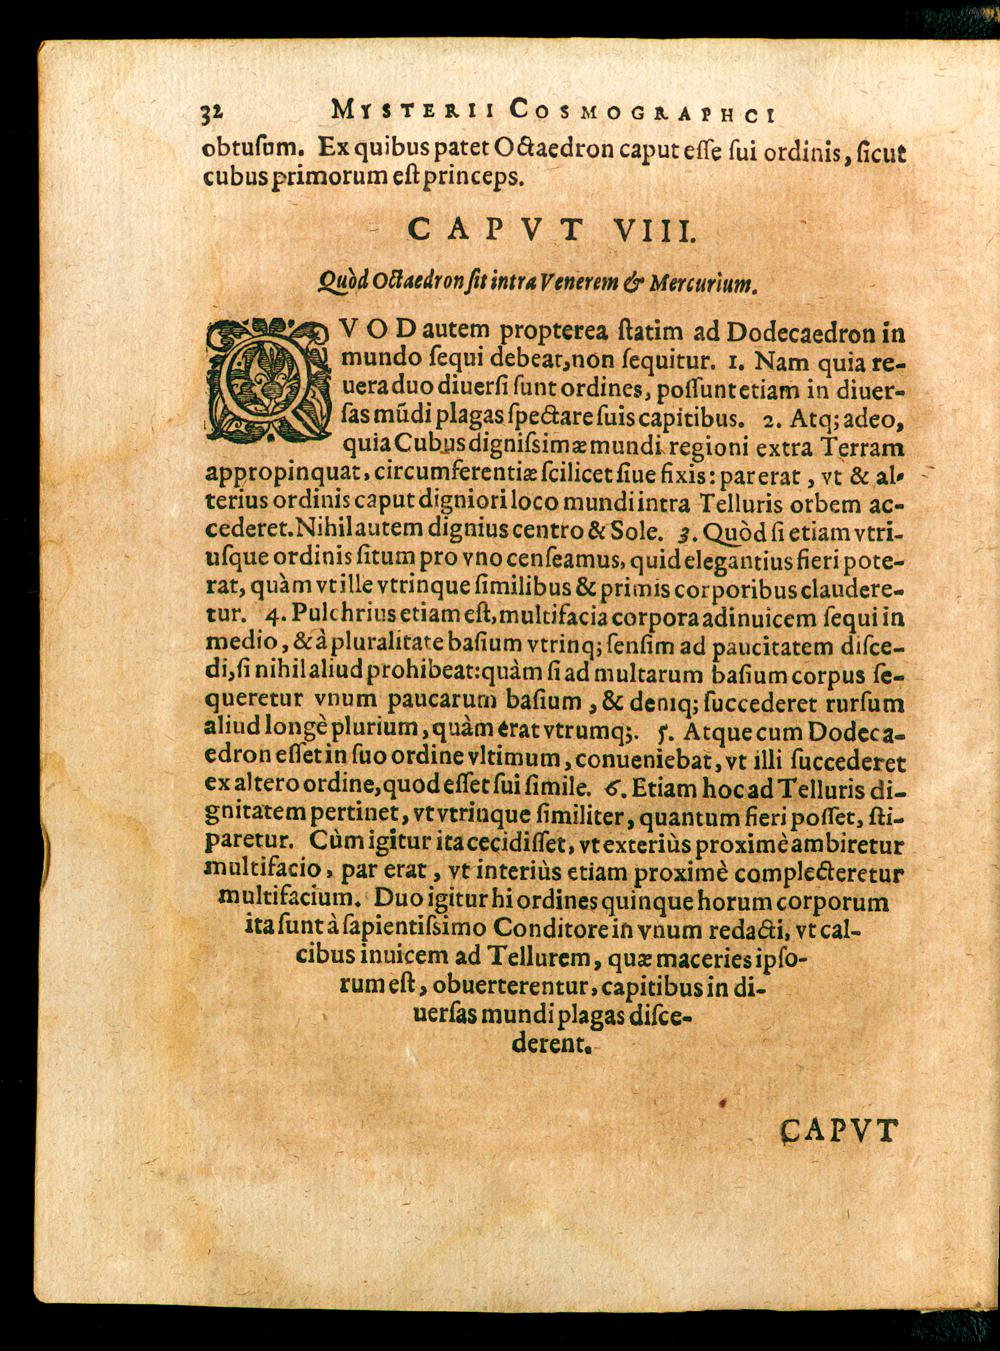 32 MYSTERII COSMOGRAPHCI
obtusum. Ex quibus patet Octaedron caput esse sui ordinis, sicut
cubus primorum est princeps.
CAPVT VIII.
Quòd Octaedron sit intra Venerem & Mercurium.
QVOD autem propterea statim ad Dodecaedron in
mundo sequi debeat, non sequitur. 1. Nam quia re-
uera duo diuersi sunt ordines, possunt etiam in diuer-
sas mūdi plagas spectare suis capitibus. 2. Atq; adeo,
quia Cubus dignissimæ mundi regioni extra Terram
appropinquat, circumferentiæ scilicet siue fixis: par erat, vt & al-
terius ordinis caput digniori loco mundi intra Telluris orbem ac-
cederet. Nihil autem dignius centro & Sole. 3. Quòd si etiam vtri-
usque ordinis situm pro vno censeamus, quid elegantius fieri pote-
rat, quàm vt ille vtrinque similibus & primis corporibus claudere-
tur. 4. Pulchrius etiam est, multifacia corpora adinuicem sequi in
medio, & à pluralitate basium vtrinq; sensim ad paucitatem disce-
di, si nihil aliud prohibeat: quàm si ad multarum basium corpus se-
queretur vnum paucarum basium, & deniq; succederet rursum
aliud longè plurium, quàm erat vtrumq;. 5. Atque cum Dodeca-
edron esset in suo ordine vltimum, conueniebat, vt illi succederet
ex altero ordine, quod esset sui simile. 6. Etiam hoc ad Telluris di-
gnitatem pertinet, vt vtrinque similiter, quantum fieri posset, sti-
paretur. Cùm igitur ita cecidisset, vt exteriùs proximè ambiretur
multifacio, par erat, vt interiùs etiam proximè complecteretur
multifacium. Duo igitur hi ordines quinque horum corporum
ita sunt à sapientissimo Conditore in vnum redacti, vt cal-
cibus inuicem ad Tellurem, quæ maceries ipso-
rum est, obuerterentur, capitibus in di-
uersas mundi plagas disce-
derent.
CAPVT